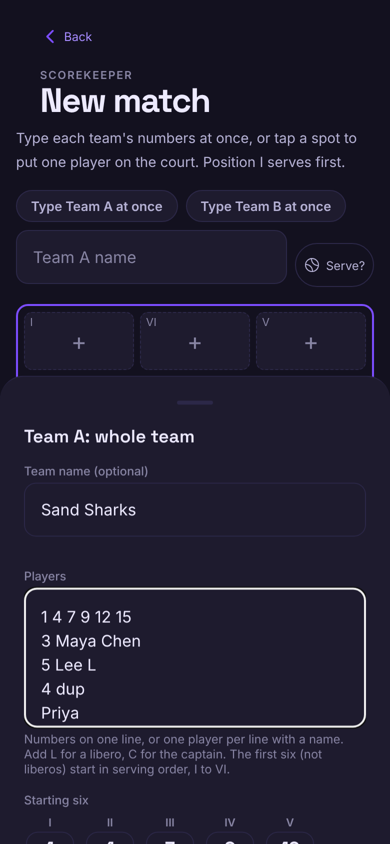 Back
SCOREKEEPER
New match
Type each team's numbers at once, or tap a spot to
put one player on the court. Position I serves first.
Type Team A at once
Type Team B at once
Team A name
Serve?
I
VI
V
+
+
+
Team A: whole team
Team name (optional)
Sand Sharks
Players
1 4 7 9 12 15
3 Maya Chen
5 Lee L
4 dup
Priya
Numbers on one line, or one player per line with a name.
Add L for a libero, C for the captain. The first six (not
liberos) start in serving order, I to VI.
Starting six
I
II
III
IV
V